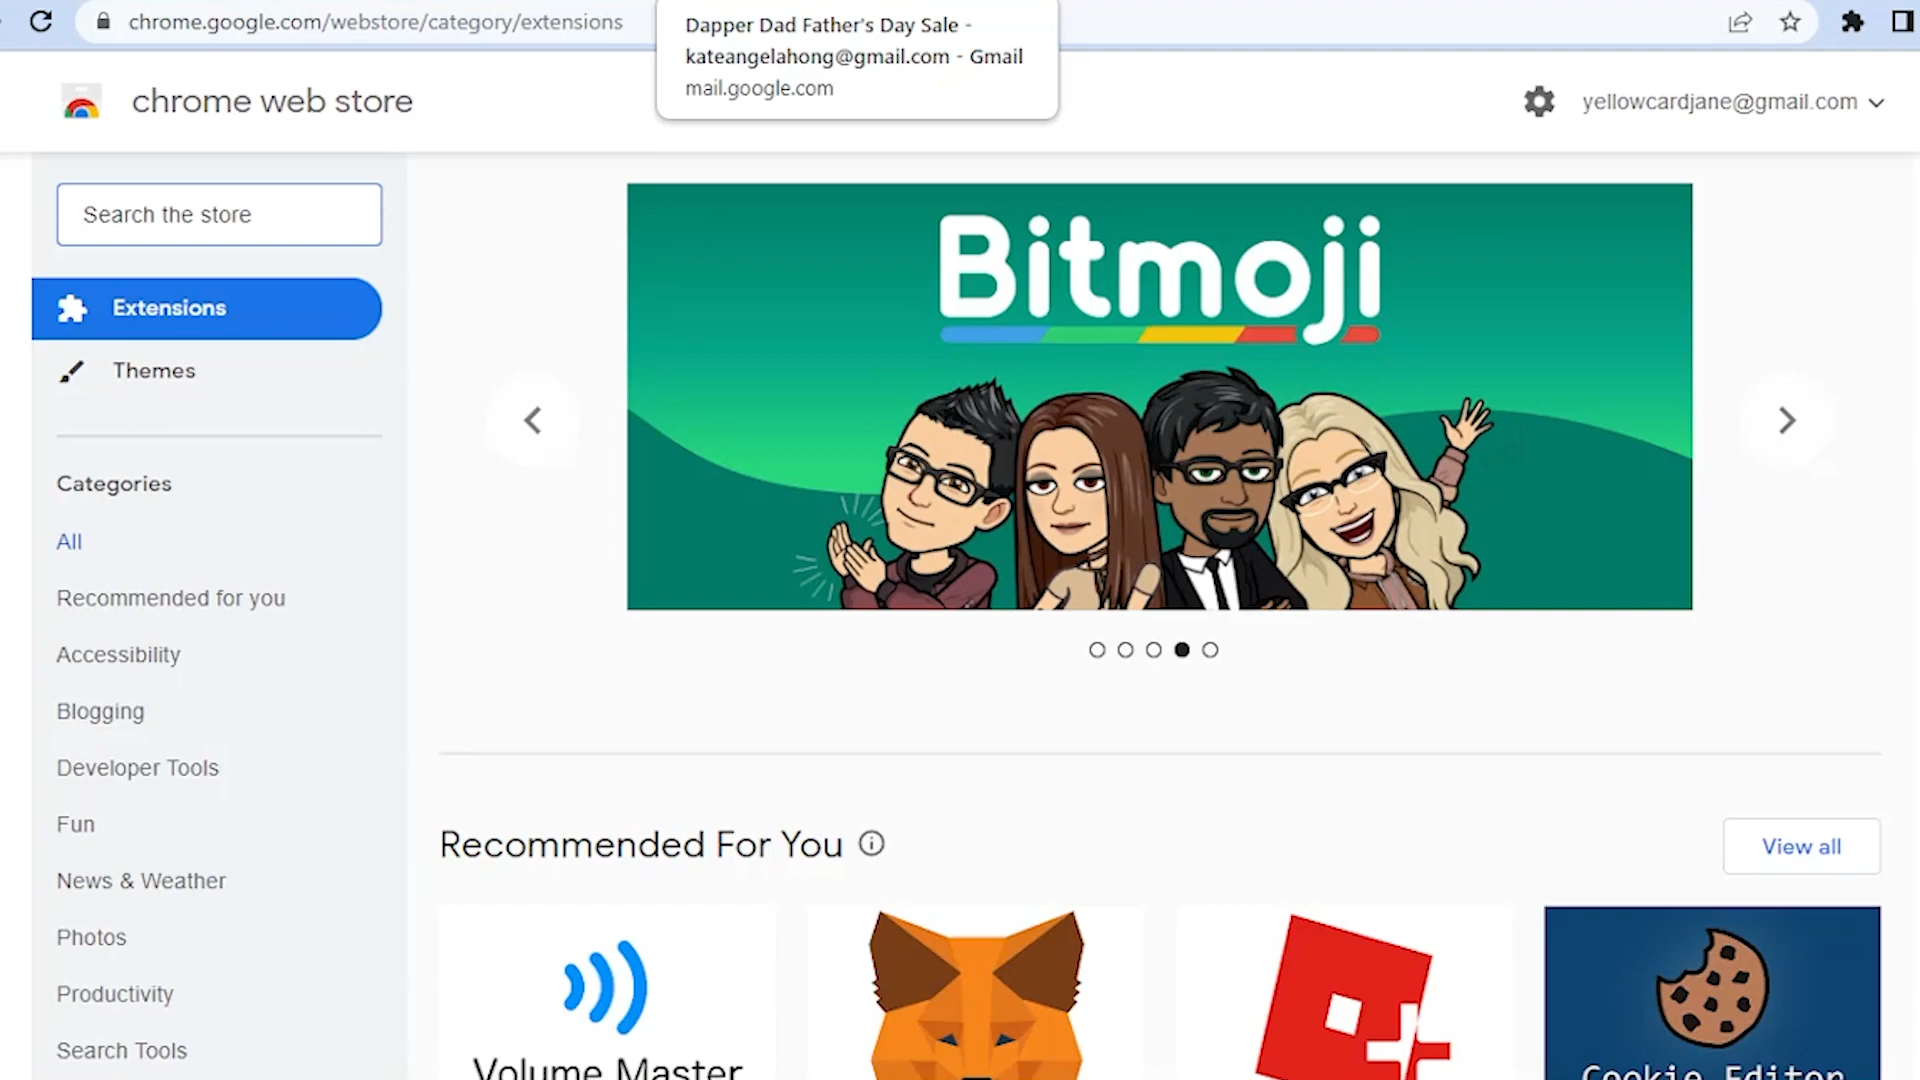 chrome.google.com/webstore/category/extensions
Dapper Dad Father's Day Sale -
kateangelahong@gmail.com - Gmail
mail.google.com
chrome web store
yellowcardjane@gmail.com
Search the store
Extensions
Themes
Categories
All
Recommended for you
Accessibility
Blogging
Developer Tools
Fun
News & Weather
Photos
Productivity
Search Tools
Bitmoji
Recommended For You
View all
Volume Master
Cookie Editor